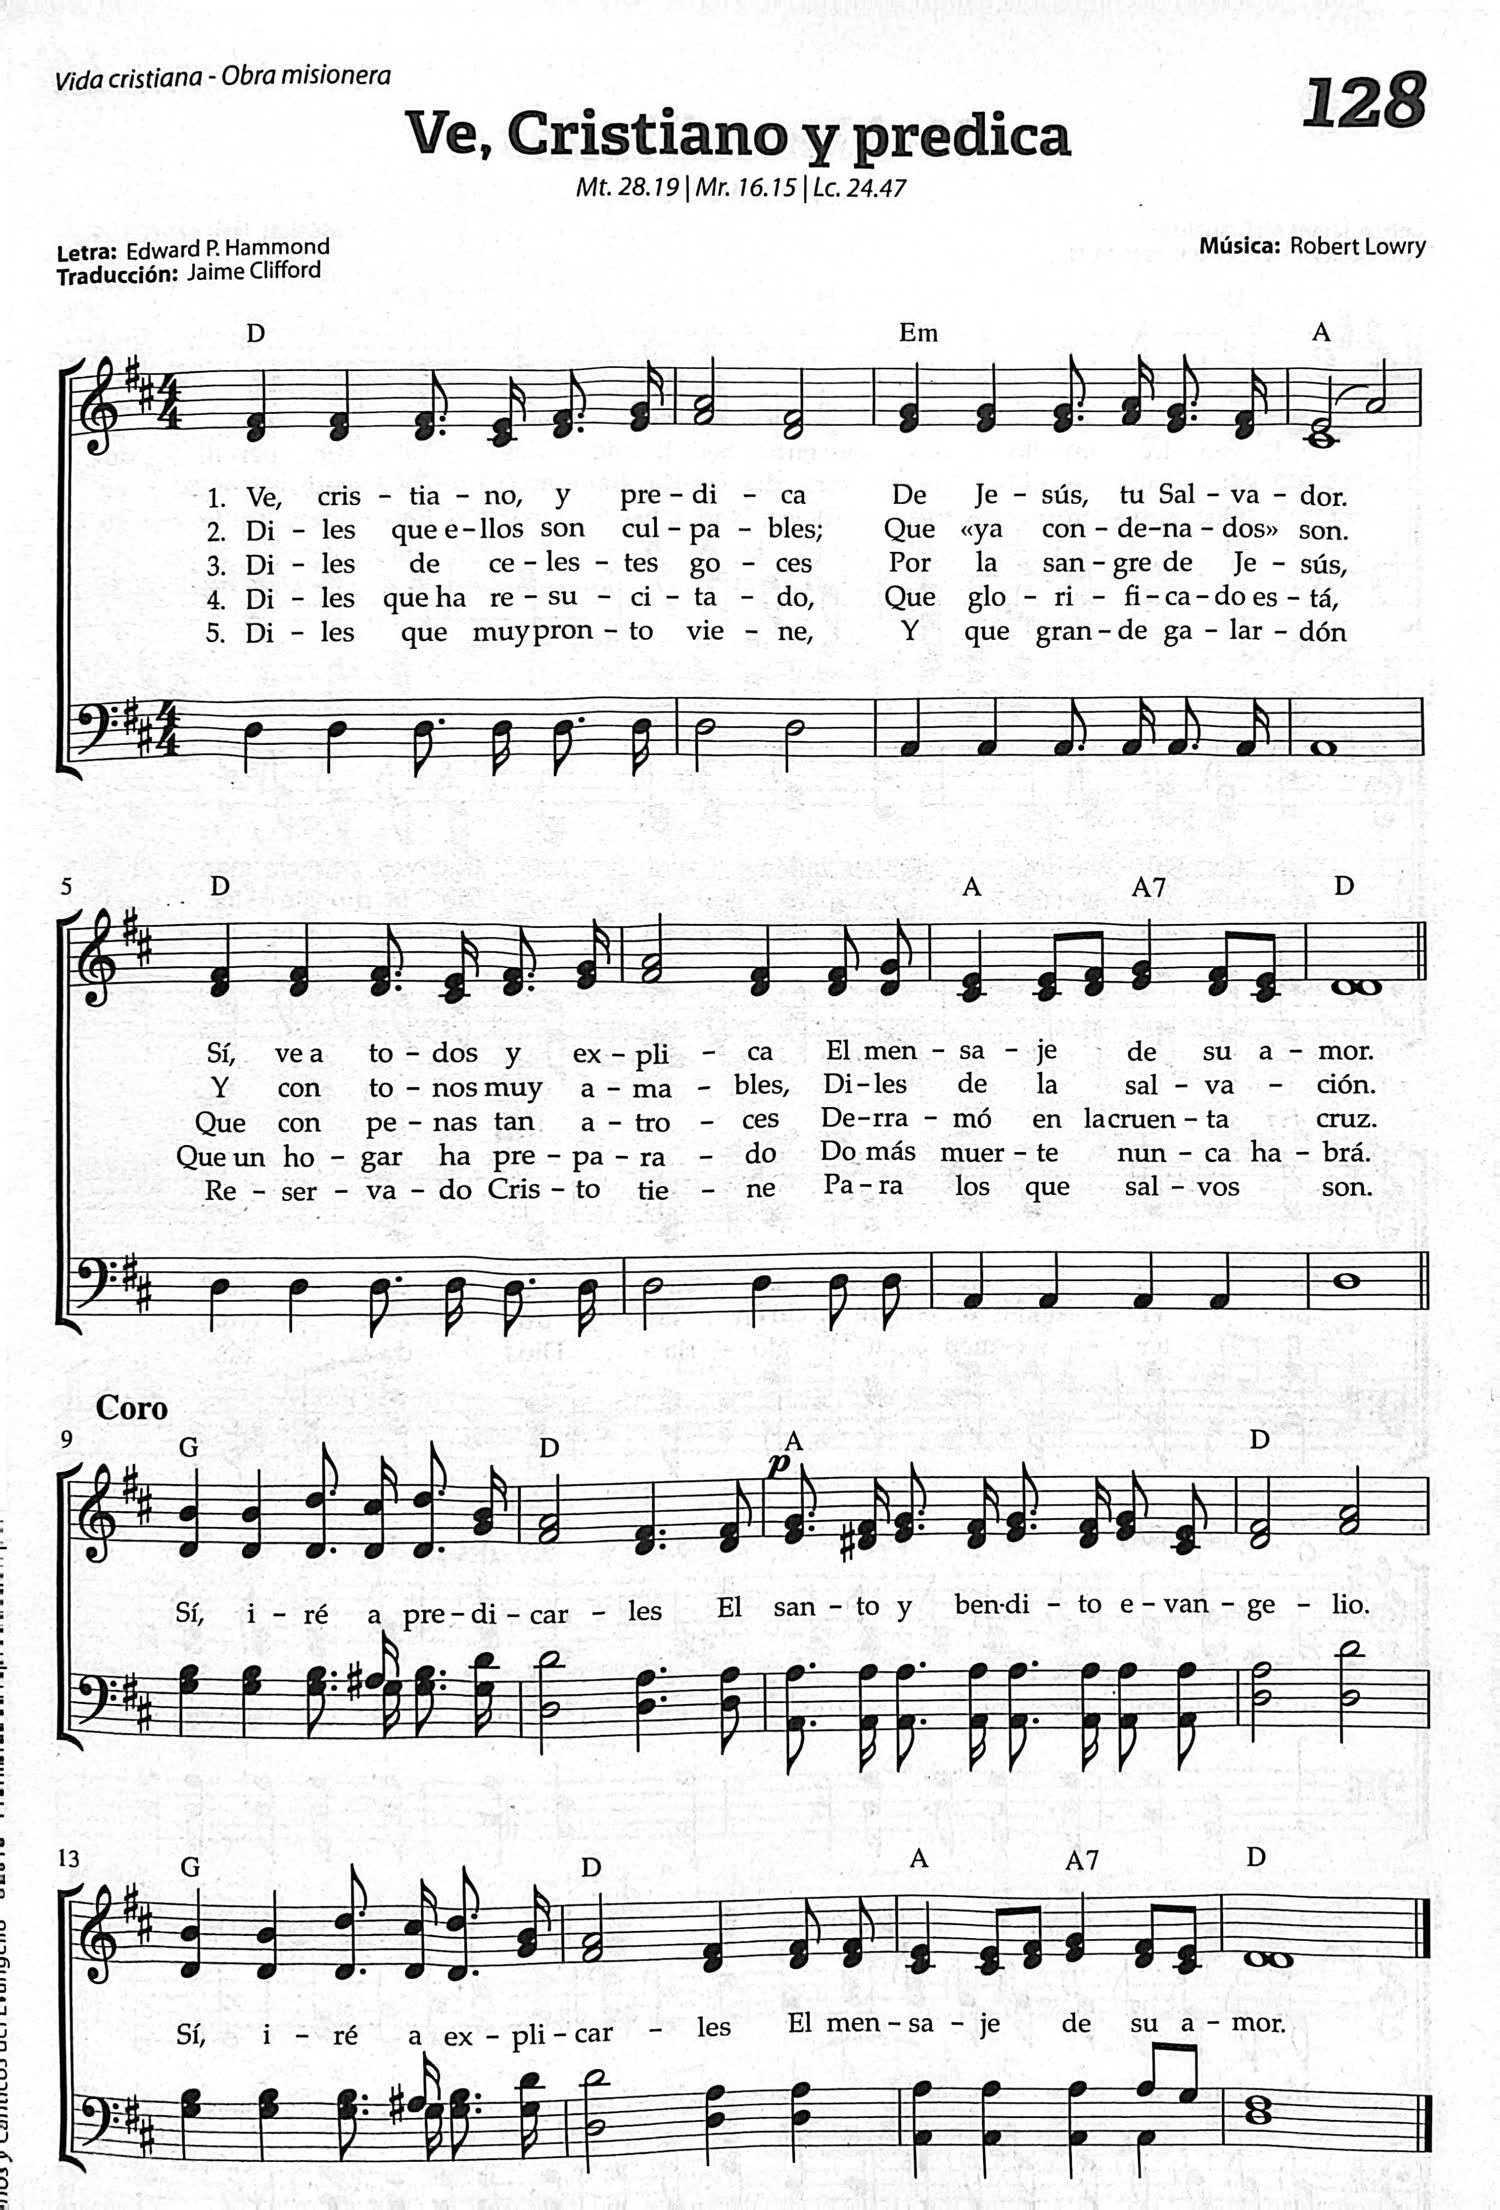 Vida cristiana - Obra misionera
128
Ve, Cristiano y predica
Mt. 28.19 | Mr. 16.15 | Lc. 24.47
Letra: Edward P. Hammond
Traducción: Jaime Clifford
Música: Robert Lowry
D Em A
1. Ve, cris - tia - no, y pre - di - ca De Je - sús, tu Sal - va - dor.
2. Di - les que e - llos son cul - pa - bles; Que «ya con - de - na - dos» son.
3. Di - les de ce - les - tes go - ces Por la san - gre de Je - sús,
4. Di - les que ha re - su - ci - ta - do, Que glo - ri - fi - ca - do es - tá,
5. Di - les que muy pron - to vie - ne, Y que gran - de ga - lar - dón
5
D A A7 D
Sí, ve a to - dos y ex - pli - ca El men - sa - je de su a - mor.
Y con to - nos muy a - ma - bles, Di - les de la sal - va - ción.
Que con pe - nas tan a - tro - ces De - rra - mó en la cruen - ta cruz.
Que un ho - gar ha pre - pa - ra - do Do más muer - te nun - ca ha - brá.
Re - ser - va - do Cris - to tie - ne Pa - ra los que sal - vos son.
Coro
9
G D A D
p
Sí, i - ré a pre - di - car - les El san - to y ben - di - to e - van - ge - lio.
13
G D A A7 D
Sí, i - ré a ex - pli - car - les El men - sa - je de su a - mor.